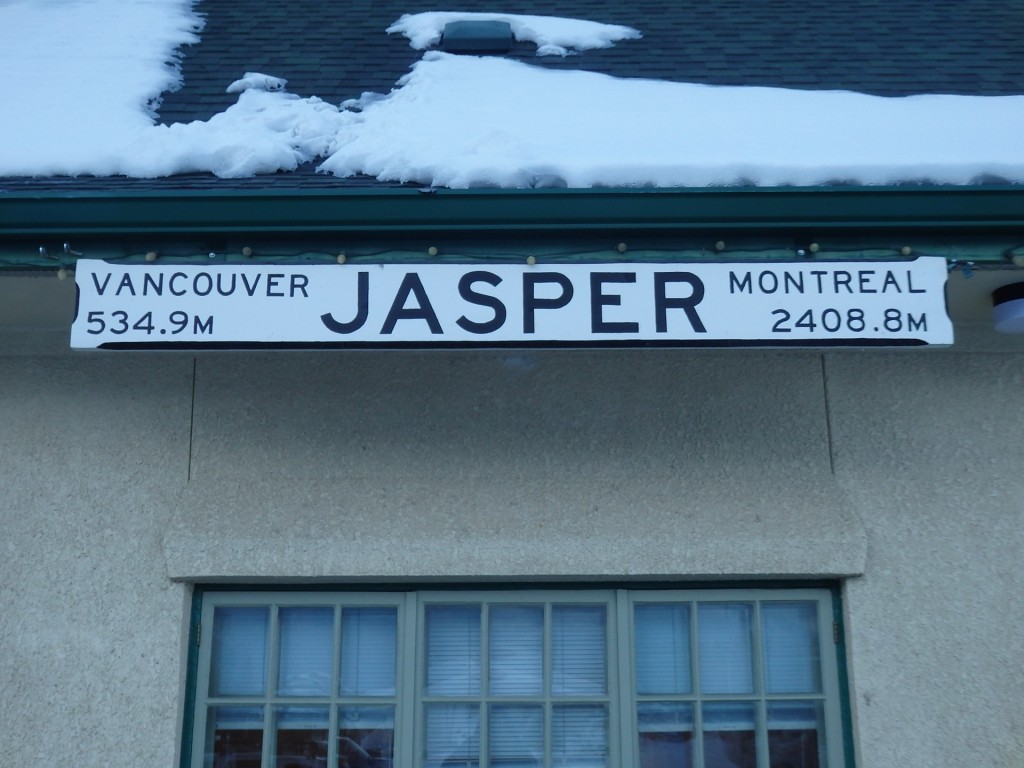 VANCOUVER
534.9M
JASPER
MONTREAL
2408.8M